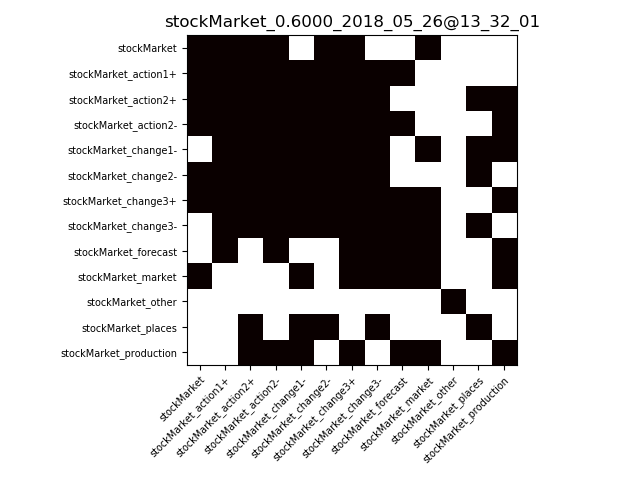 stockMarket_0.6000_2018_05_26@13_32_01
stockMarket
stockMarket_action1+
stockMarket_action2+
stockMarket_action2-
stockMarket_change1-
stockMarket_change2-
stockMarket_change3+
stockMarket_change3-
stockMarket_forecast
stockMarket_market
stockMarket_other
stockMarket_places
stockMarket_production
stockMarket
stockMarket_action1+
stockMarket_action2+
stockMarket_action2-
stockMarket_change1-
stockMarket_change2-
stockMarket_change3+
stockMarket_change3-
stockMarket_forecast
stockMarket_market
stockMarket_other
stockMarket_places
stockMarket_production